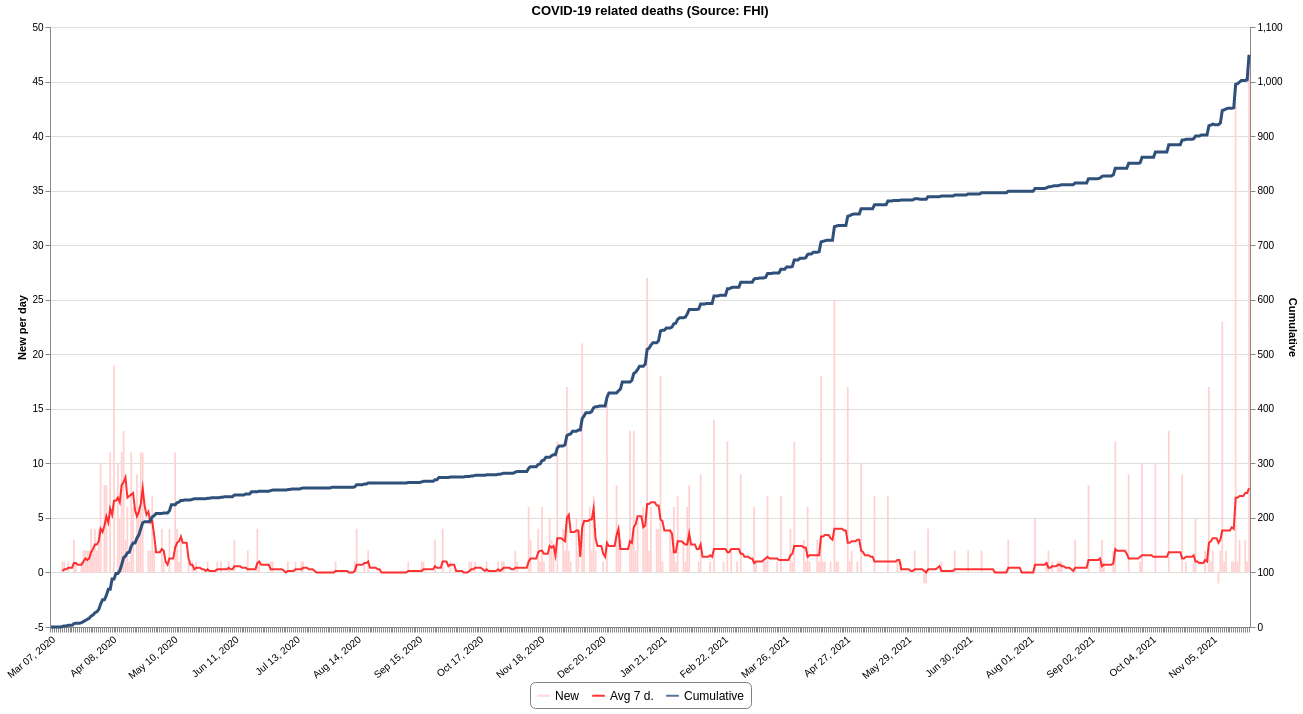 COVID-19 related deaths (Source: FHI)
50
45
40
35
30
25
20
15
10
5
0
-5
New per day
1,100
1,000
900
800
700
600
500
400
300
200
100
0
Cumulative
Mar 07, 2020
Apr 08, 2020
May 10, 2020
Jun 11, 2020
Jul 13, 2020
Aug 14, 2020
Sep 15, 2020
Oct 17, 2020
Nov 18, 2020
Dec 20, 2020
Jan 21, 2021
Feb 22, 2021
Mar 26, 2021
Apr 27, 2021
May 29, 2021
Jun 30, 2021
Aug 01, 2021
Sep 02, 2021
Oct 04, 2021
Nov 05, 2021
New Avg 7 d. Cumulative